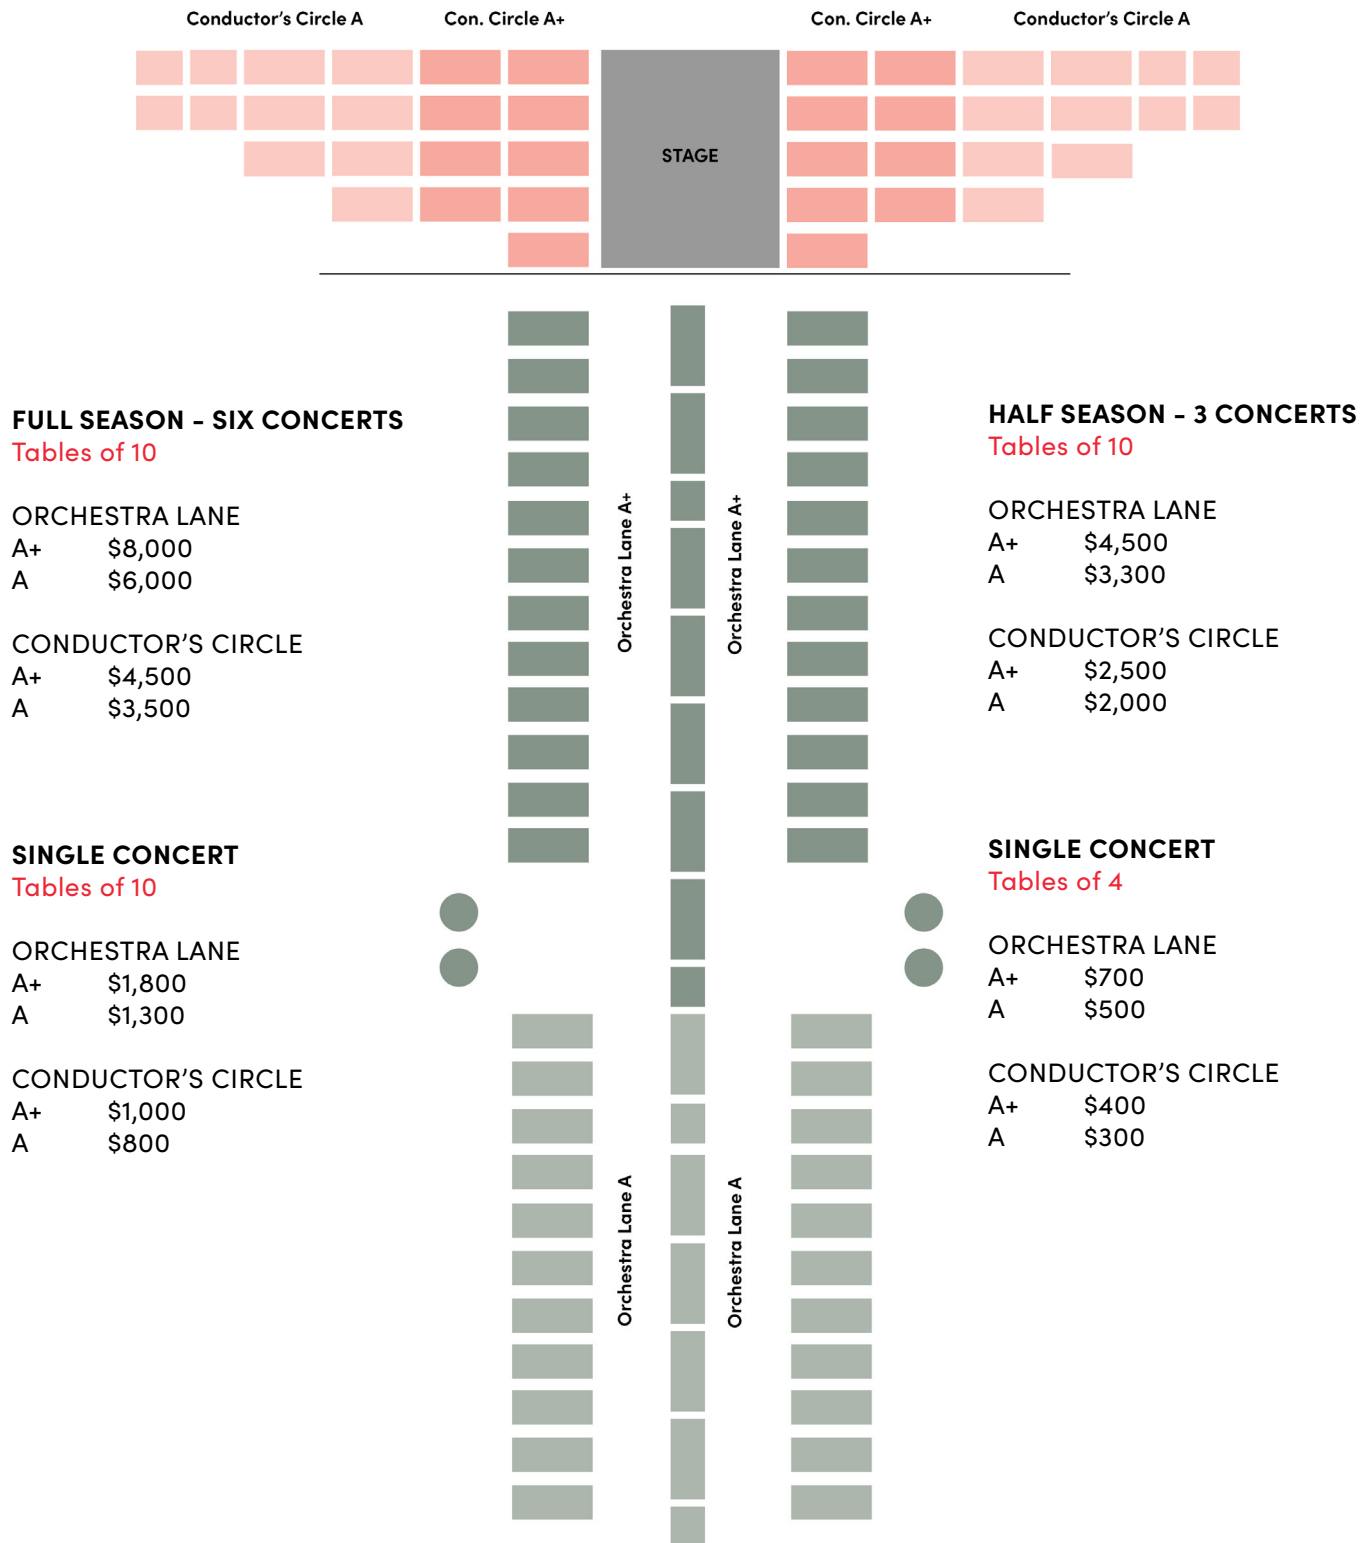 Conductor's Circle A
Con. Circle A+
Con. Circle A+
Conductor's Circle A
STAGE
FULL SEASON - SIX CONCERTS
Tables of 10
ORCHESTRA LANE
A+ $8,000
A $6,000
CONDUCTOR'S CIRCLE
A+ $4,500
A $3,500
Orchestra Lane A+
Orchestra Lane A+
HALF SEASON - 3 CONCERTS
Tables of 10
ORCHESTRA LANE
A+ $4,500
A $3,300
CONDUCTOR'S CIRCLE
A+ $2,500
A $2,000
SINGLE CONCERT
Tables of 10
ORCHESTRA LANE
A+ $1,800
A $1,300
CONDUCTOR'S CIRCLE
A+ $1,000
A $800
Orchestra Lane A
Orchestra Lane A
SINGLE CONCERT
Tables of 4
ORCHESTRA LANE
A+ $700
A $500
CONDUCTOR'S CIRCLE
A+ $400
A $300